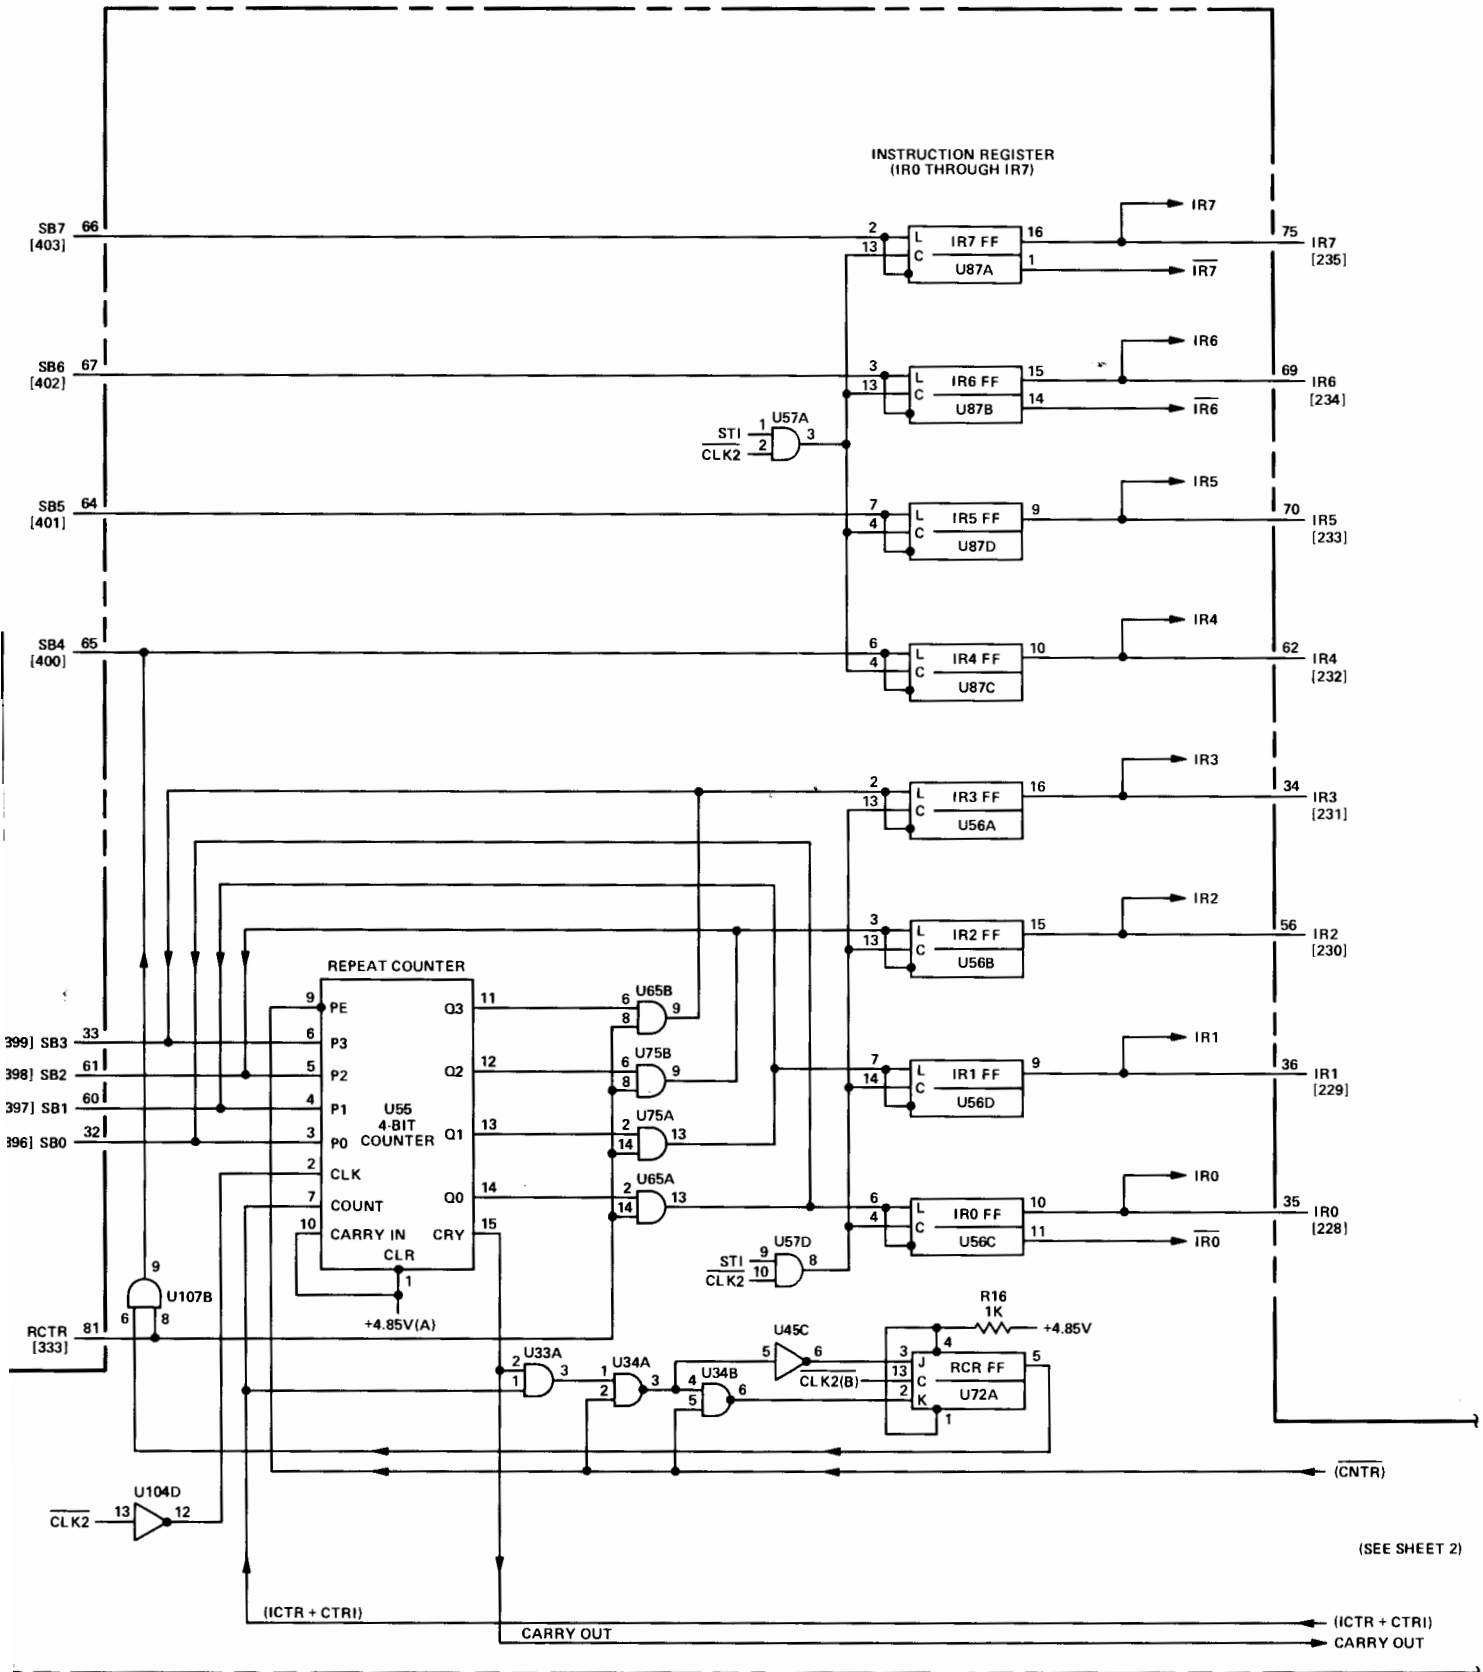 INSTRUCTION REGISTER
(IR0 THROUGH IR7)
SB7 66
[403]
2
13
L
C
IR7 FF
U87A
16
1
IR7
I̅R̅7̅
75
IR7
[235]
SB6 67
[402]
3
13
L
C
IR6 FF
U87B
15
14
IR6
I̅R̅6̅
69
IR6
[234]
U57A
STI 1
C̅L̅K̅2̅ 2
3
SB5 64
[401]
7
4
L
C
IR5 FF
U87D
9
IR5
70
IR5
[233]
SB4 65
[400]
6
4
L
C
IR4 FF
U87C
10
IR4
62
IR4
[232]
2
13
L
C
IR3 FF
U56A
16
IR3
34
IR3
[231]
3
13
L
C
IR2 FF
U56B
15
IR2
56
IR2
[230]
REPEAT COUNTER
399] SB3 33
398] SB2 61
397] SB1 60
396] SB0 32
9 PE
6 P3
5 P2
4 P1
3 P0
2 CLK
7 COUNT
10 CARRY IN
U55
4-BIT
COUNTER
Q3 11
Q2 12
Q1 13
Q0 14
CRY 15
CLR
1
+4.85V(A)
U65B
6
8
9
U75B
6
8
9
U75A
2
14
13
U65A
2
14
13
7
14
L
C
IR1 FF
U56D
9
IR1
36
IR1
[229]
6
4
L
C
IR0 FF
U56C
10
11
IR0
I̅R̅0̅
35
IR0
[228]
U57D
STI 9
C̅L̅K̅2̅ 10
8
9
U107B
6 8
RCTR 81
[333]
R16
1K
+4.85V
U33A
2
1
3
U34A
1
2
3
U45C
5 6
U34B
4
5
6
C̅L̅K̅2̅(̅B̅)̅
3 J
13 C
2 K
4
RCR FF
U72A
5
1
(C̅N̅T̅R̅)
U104D
C̅L̅K̅2̅ 13 12
(SEE SHEET 2)
(ICTR + CTRI)
(ICTR + CTRI)
CARRY OUT
CARRY OUT